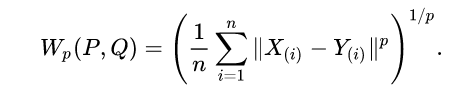 $$W_p(P, Q) = \left( \frac{1}{n} \sum_{i=1}^{n} \|X_{(i)} - Y_{(i)}\|^p \right)^{1/p}.$$